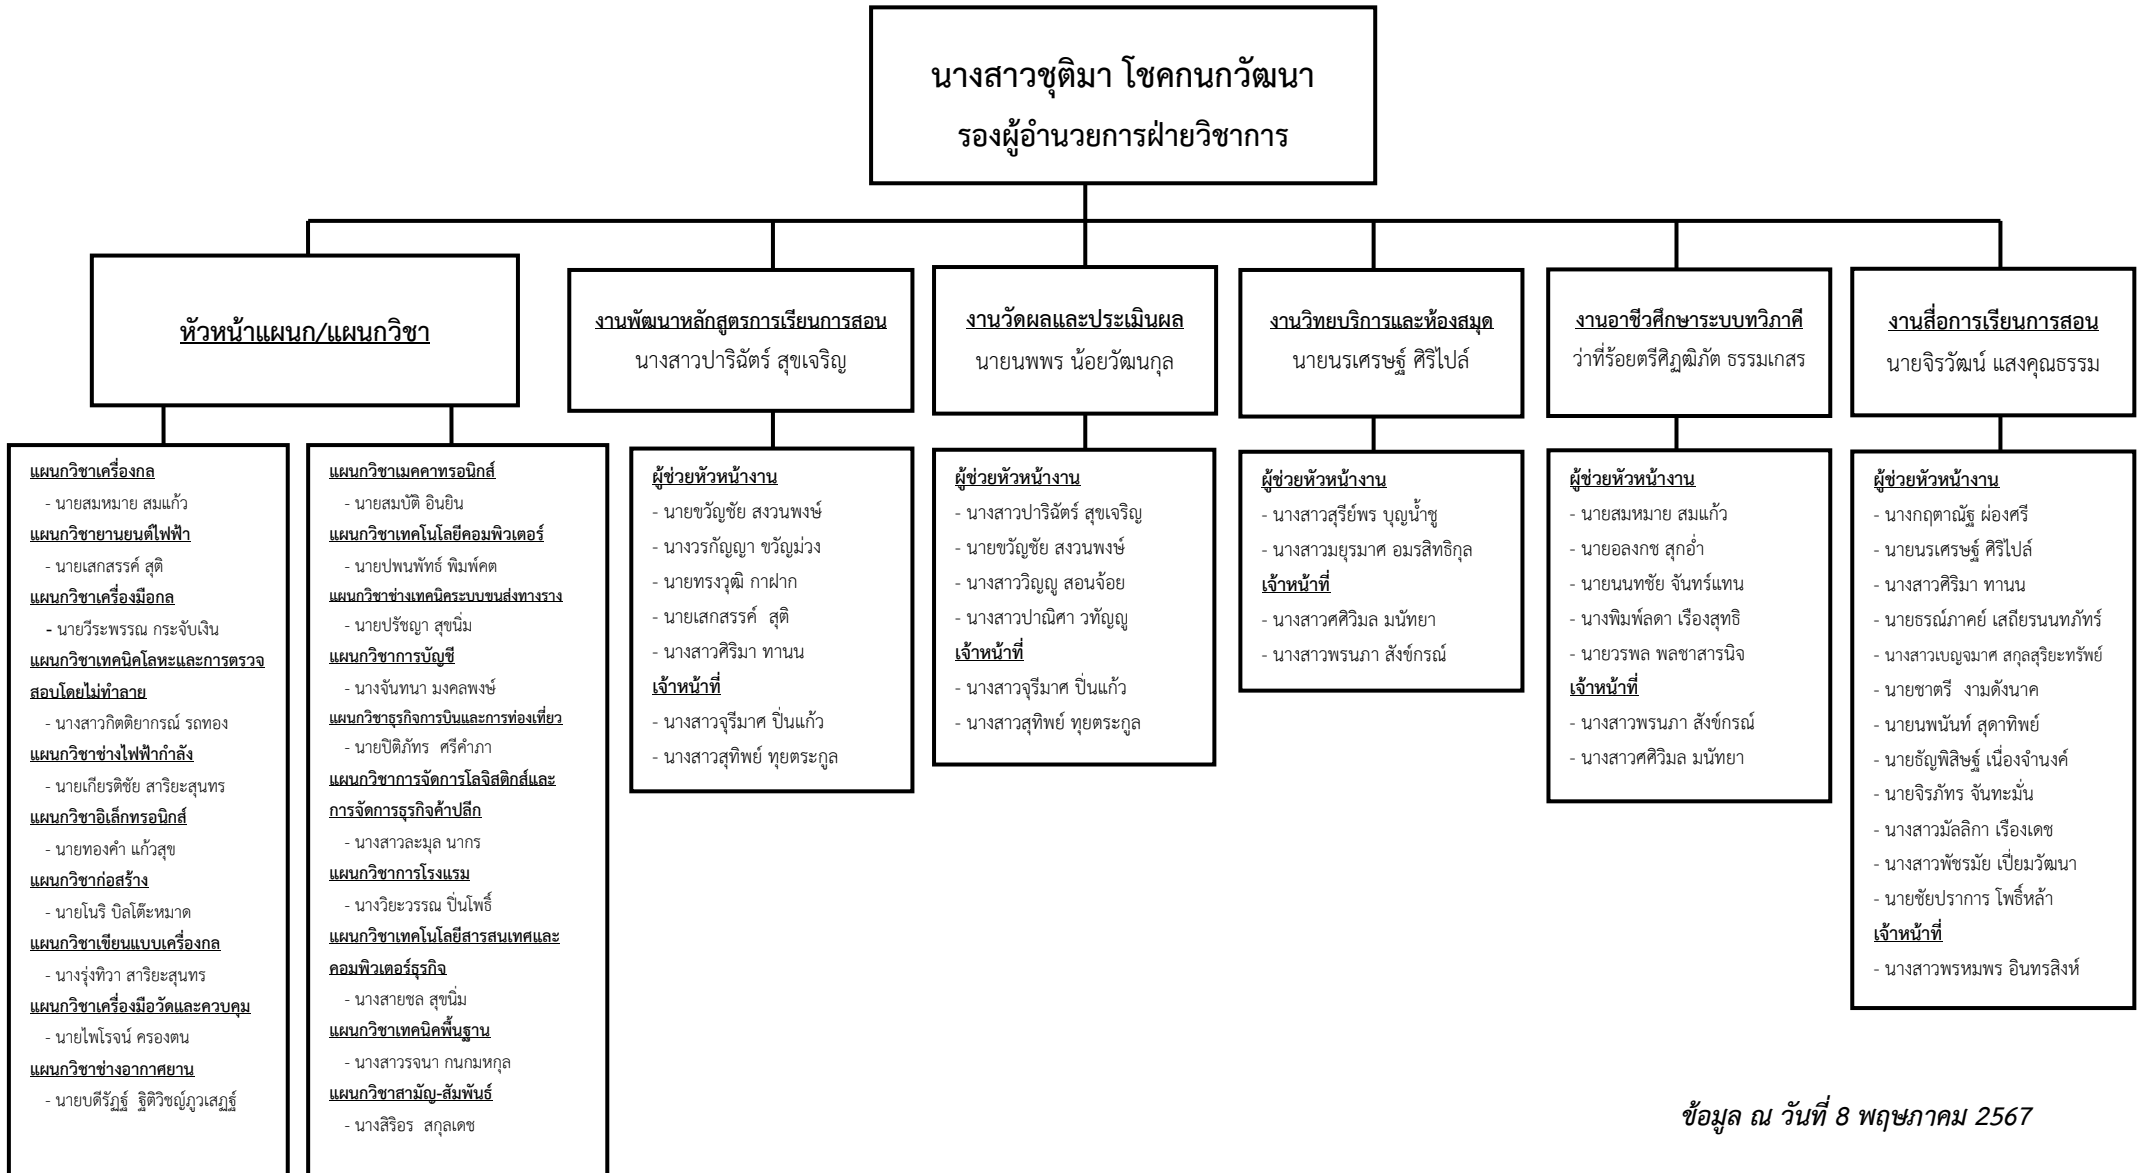 นางสาวชุติมา โชคกนกวัฒนา
รองผู้อำนวยการฝ่ายวิชาการ
หัวหน้าแผนก/แผนกวิชา
แผนกวิชาเครื่องกล
- นายสมหมาย สมแก้ว
แผนกวิชายานยนต์ไฟฟ้า
- นายเสกสรรค์ สุติ
แผนกวิชาเครื่องมือกล
- นายวีระพรรณ กระจับเงิน
แผนกวิชาเทคนิคโลหะและการตรวจ
สอบโดยไม่ทำลาย
- นางสาวกิตติยากรณ์ รถทอง
แผนกวิชาช่างไฟฟ้ากำลัง
- นายเกียรติชัย สาริยะสุนทร
แผนกวิชาอิเล็กทรอนิกส์
- นายทองคำ แก้วสุข
แผนกวิชาก่อสร้าง
- นายโนริ บิลโต๊ะหมาด
แผนกวิชาเขียนแบบเครื่องกล
- นางรุ่งทิวา สาริยะสุนทร
แผนกวิชาเครื่องมือวัดและควบคุม
- นายไพโรจน์ ครองตน
แผนกวิชาช่างอากาศยาน
- นายบดีรัฏฐ์ ฐิติวิชญ์ภูวเสฏฐ์
แผนกวิชาเมคคาทรอนิกส์
- นายสมบัติ อินยิน
แผนกวิชาเทคโนโลยีคอมพิวเตอร์
- นายปพนพัทธ์ พิมพ์คต
แผนกวิชาช่างเทคนิคระบบขนส่งทางราง
- นายปรัชญา สุขนิ่ม
แผนกวิชาการบัญชี
- นางจันทนา มงคลพงษ์
แผนกวิชาธุรกิจการบินและการท่องเที่ยว
- นายปิติภัทร ศรีคำภา
แผนกวิชาการจัดการโลจิสติกส์และ
การจัดการธุรกิจค้าปลีก
- นางสาวละมุล นากร
แผนกวิชาการโรงแรม
- นางวิยะวรรณ ปิ่นโพธิ์
แผนกวิชาเทคโนโลยีสารสนเทศและ
คอมพิวเตอร์ธุรกิจ
- นางสายชล สุขนิ่ม
แผนกวิชาเทคนิคพื้นฐาน
- นางสาวรจนา กนกมหกุล
แผนกวิชาสามัญ-สัมพันธ์
- นางสิริอร สกุลเดช
งานพัฒนาหลักสูตรการเรียนการสอน
นางสาวปาริฉัตร์ สุขเจริญ
ผู้ช่วยหัวหน้างาน
- นายขวัญชัย สงวนพงษ์
- นางวรกัญญา ขวัญม่วง
- นายทรงวุฒิ กาฝาก
- นายเสกสรรค์ สุติ
- นางสาวศิริมา ทานน
เจ้าหน้าที่
- นางสาวจุรีมาศ ปิ่นแก้ว
- นางสาวสุทิพย์ ทุยตระกูล
งานวัดผลและประเมินผล
นายนพพร น้อยวัฒนกุล
ผู้ช่วยหัวหน้างาน
- นางสาวปาริฉัตร์ สุขเจริญ
- นายขวัญชัย สงวนพงษ์
- นางสาววิญญู สอนจ้อย
- นางสาวปาณิศา วทัญญู
เจ้าหน้าที่
- นางสาวจุรีมาศ ปิ่นแก้ว
- นางสาวสุทิพย์ ทุยตระกูล
งานวิทยบริการและห้องสมุด
นายนรเศรษฐ์ ศิริไปล์
ผู้ช่วยหัวหน้างาน
- นางสาวสุรีย์พร บุญน้ำชู
- นางสาวมยุรมาศ อมรสิทธิกุล
เจ้าหน้าที่
- นางสาวศศิวิมล มนัทยา
- นางสาวพรนภา สังข์กรณ์
งานอาชีวศึกษาระบบทวิภาคี
ว่าที่ร้อยตรีศิฏฒิภัต ธรรมเกสร
ผู้ช่วยหัวหน้างาน
- นายสมหมาย สมแก้ว
- นายอลงกช สุกอ่ำ
- นายนนทชัย จันทร์แทน
- นางพิมพ์ลดา เรืองสุทธิ
- นายวรพล พลชาสารนิจ
เจ้าหน้าที่
- นางสาวพรนภา สังข์กรณ์
- นางสาวศศิวิมล มนัทยา
งานสื่อการเรียนการสอน
นายจิรวัฒน์ แสงคุณธรรม
ผู้ช่วยหัวหน้างาน
- นางกฤตาณัฐ ผ่องศรี
- นายนรเศรษฐ์ ศิริไปล์
- นางสาวศิริมา ทานน
- นายธรณ์ภาคย์ เสถียรนนทภัทร์
- นางสาวเบญจมาศ สกุลสุริยะทรัพย์
- นายชาตรี งามดังนาค
- นายนพนันท์ สุดาทิพย์
- นายธัญพิสิษฐ์ เนื่องจำนงค์
- นายจิรภัทร จันทะมั่น
- นางสาวมัลลิกา เรืองเดช
- นางสาวพัชรมัย เปี่ยมวัฒนา
- นายชัยปราการ โพธิ์หล้า
เจ้าหน้าที่
- นางสาวพรหมพร อินทรสิงห์
ข้อมูล ณ วันที่ 8 พฤษภาคม 2567